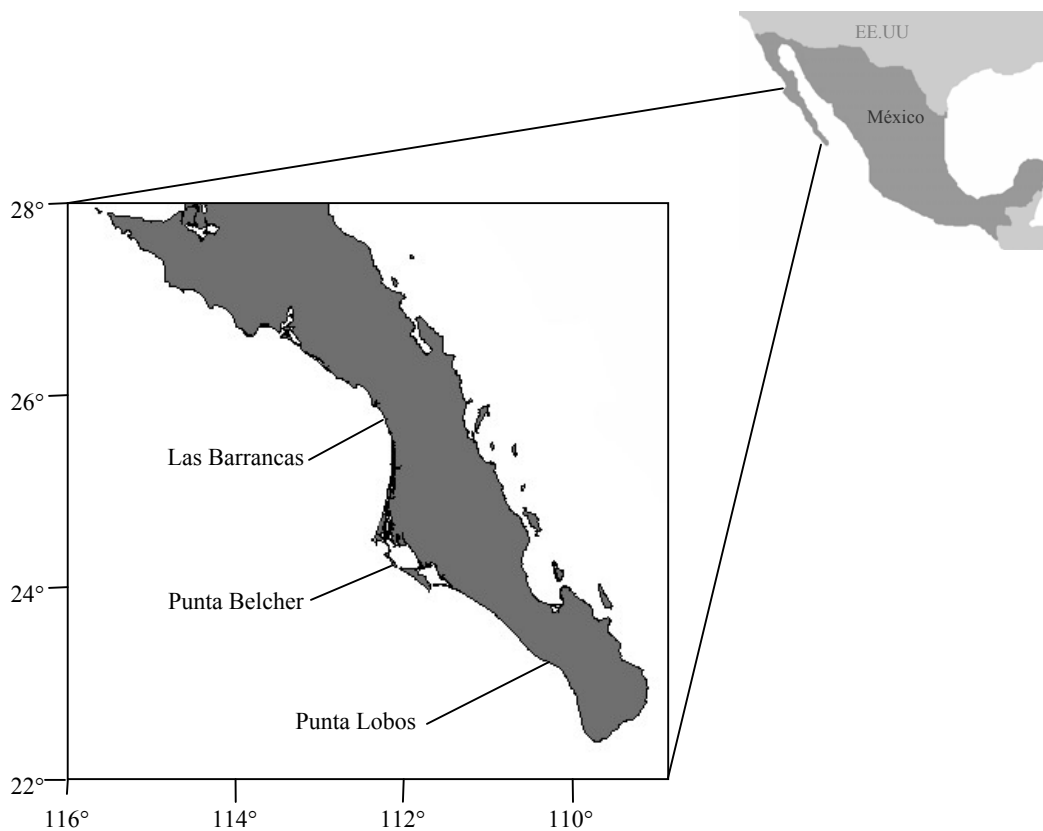 EE.UU
México
28°
26°
Las Barrancas
24°
Punta Belcher
Punta Lobos
22°
116°
114°
112°
110°